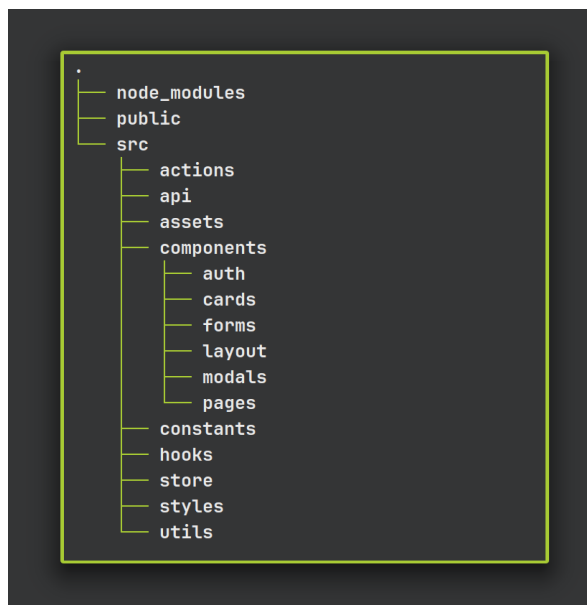 .
├── node_modules
├── public
└── src
    ├── actions
    ├── api
    ├── assets
    ├── components
    │   ├── auth
    │   ├── cards
    │   ├── forms
    │   ├── layout
    │   ├── modals
    │   └── pages
    ├── constants
    ├── hooks
    ├── store
    ├── styles
    └── utils